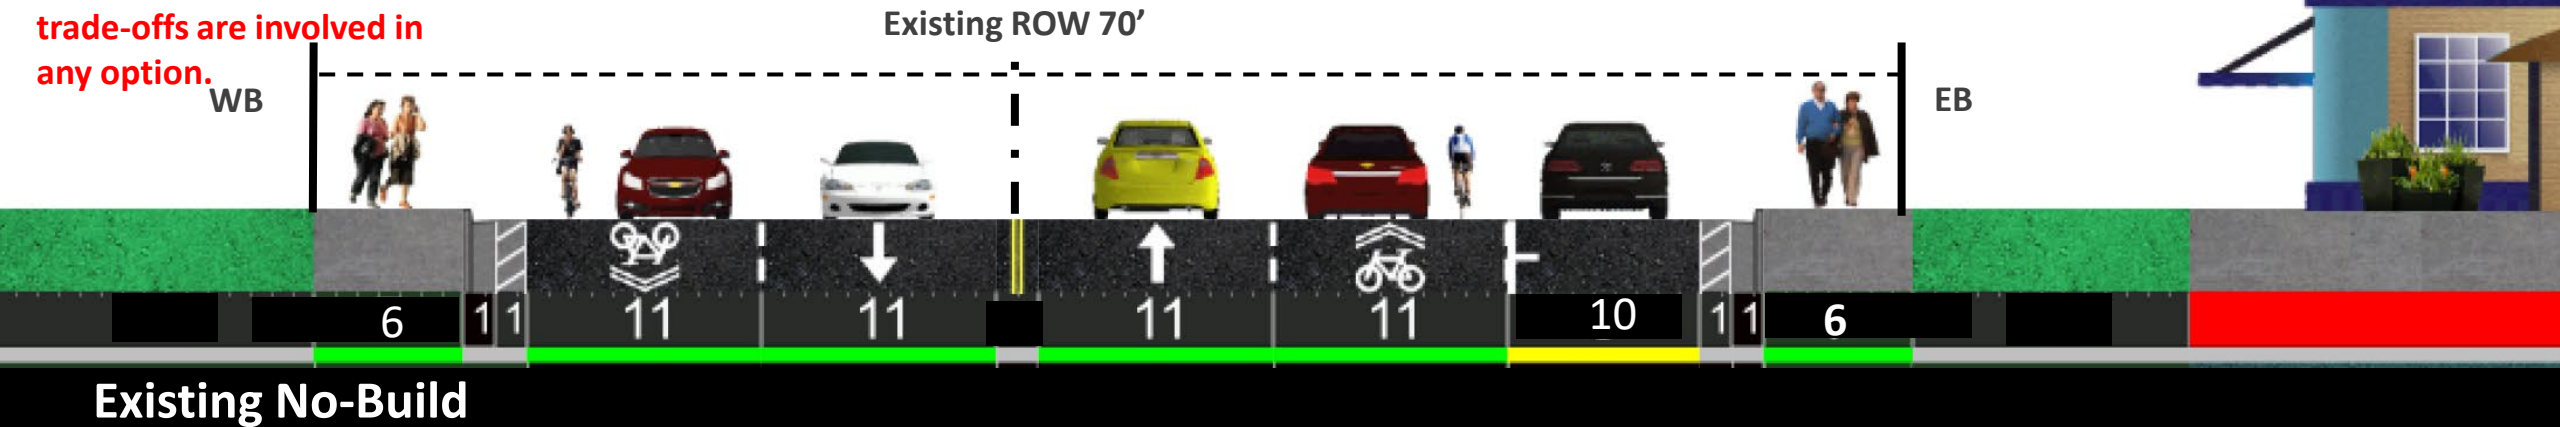 trade-offs are involved in
any option.
Existing ROW 70’
WB
EB
6 1 1 11 11 11 11 10 1 1 6
Existing No-Build